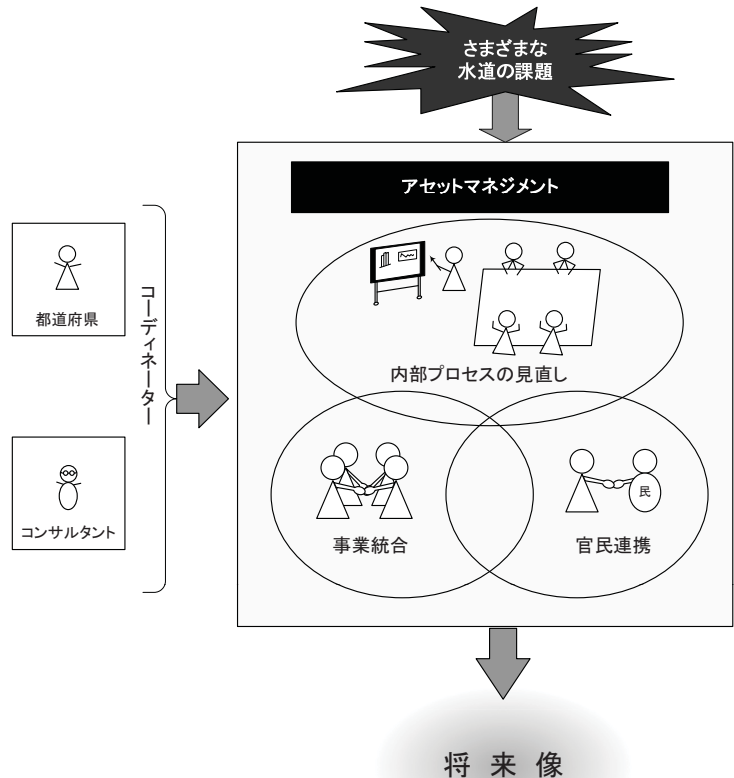 さまざまな
水道の課題
アセットマネジメント
都道府県
コーディネーター
コンサルタント
内部プロセスの見直し
事業統合
官民連携
民
将来像